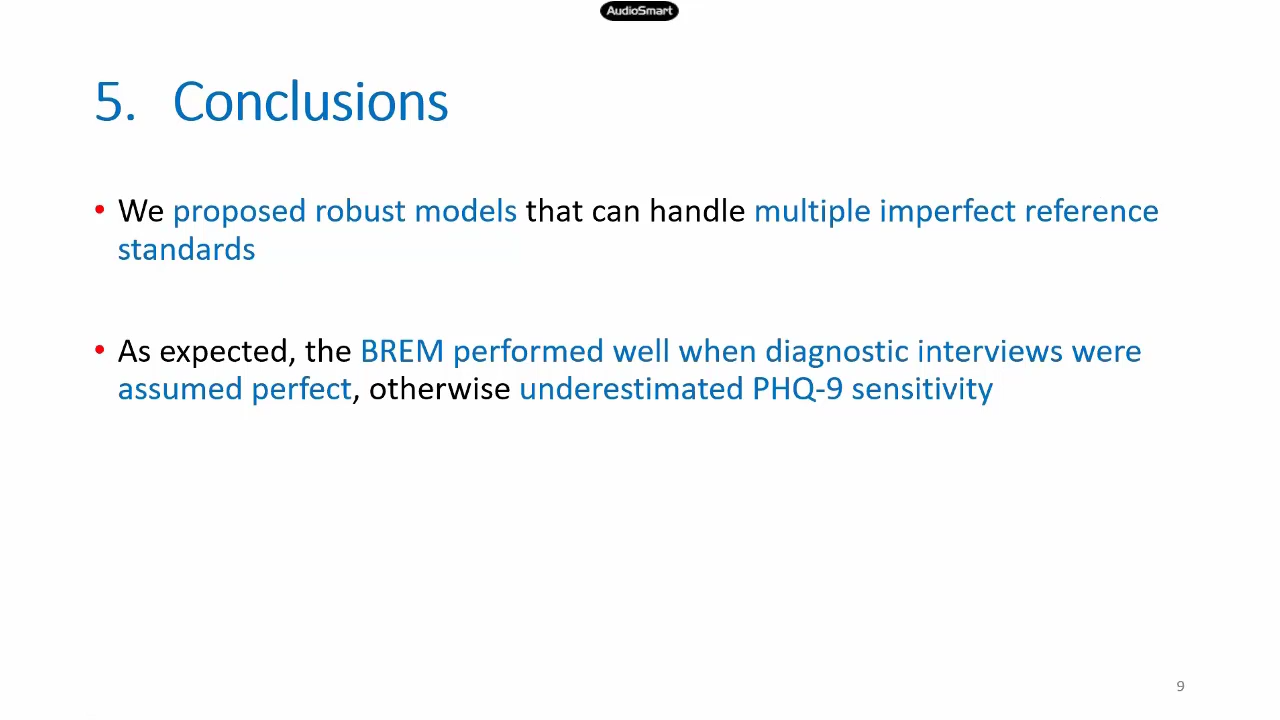 AudioSmart
5. Conclusions
• We proposed robust models that can handle multiple imperfect reference
standards
• As expected, the BREM performed well when diagnostic interviews were
assumed perfect, otherwise underestimated PHQ-9 sensitivity
9